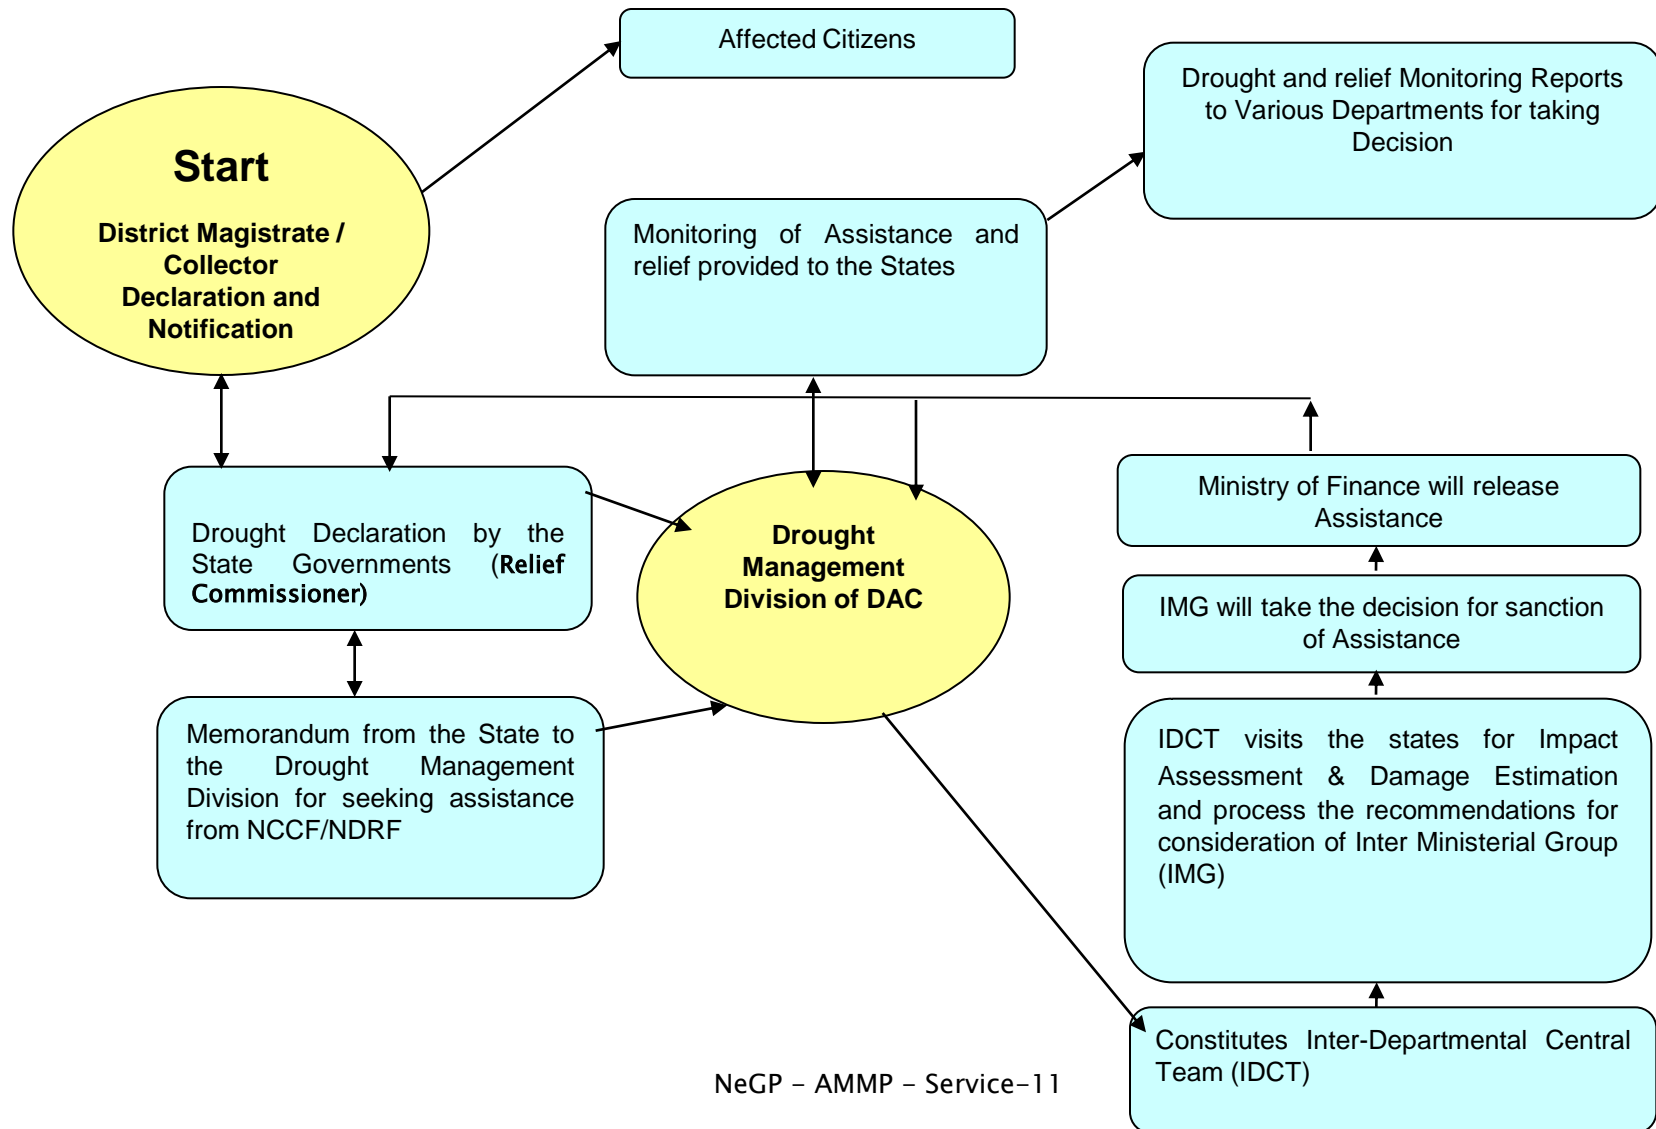 Affected Citizens
Drought and relief Monitoring Reports
to Various Departments for taking
Decision
Start
District Magistrate /
Collector
Declaration and
Notification
Monitoring of Assistance and
relief provided to the States
Drought Declaration by the
State Governments (Relief
Commissioner)
Drought
Management
Division of DAC
Ministry of Finance will release
Assistance
IMG will take the decision for sanction
of Assistance
Memorandum from the State to
the Drought Management
Division for seeking assistance
from NCCF/NDRF
IDCT visits the states for Impact
Assessment & Damage Estimation
and process the recommendations for
consideration of Inter Ministerial Group
(IMG)
Constitutes Inter-Departmental Central
Team (IDCT)
NeGP – AMMP – Service-11